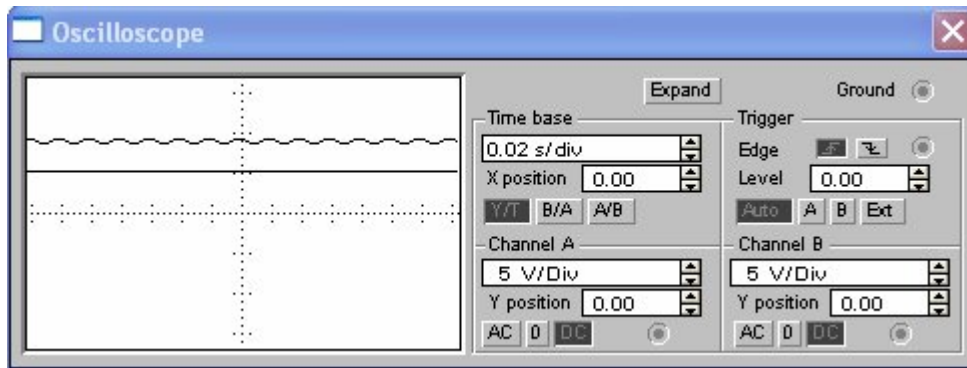 Oscilloscope
Expand
Ground
Time base
0.02 s/div
X position 0.00
Y/T B/A A/B
Trigger
Edge
Level 0.00
Auto A B Ext
Channel A
5 V/Div
Y position 0.00
AC 0 DC
Channel B
5 V/Div
Y position 0.00
AC 0 DC